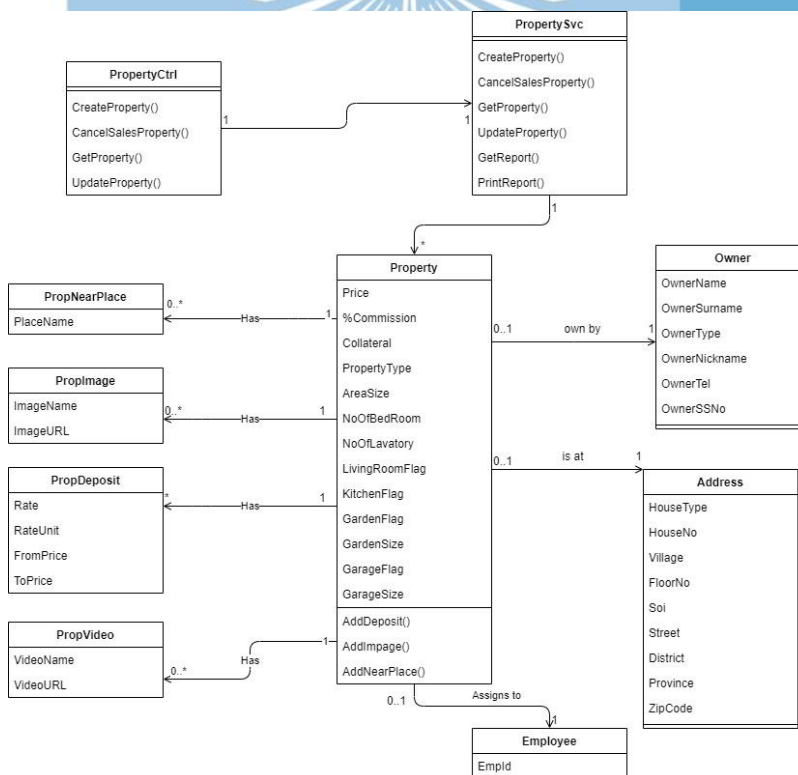 PropertySvc
CreateProperty()
CancelSalesProperty()
GetProperty()
UpdateProperty()
GetReport()
PrintReport()
PropertyCtrl
CreateProperty()
CancelSalesProperty()
GetProperty()
UpdateProperty()
1
1
1
*
Property
Price
%Commission
Collateral
PropertyType
AreaSize
NoOfBedRoom
NoOfLavatory
LivingRoomFlag
KitchenFlag
GardenFlag
GardenSize
GarageFlag
GarageSize
AddDeposit()
AddImpage()
AddNearPlace()
PropNearPlace
PlaceName
0..*
Has
1
PropImage
ImageName
ImageURL
0..*
Has
1
PropDeposit
Rate
RateUnit
FromPrice
ToPrice
*
Has
1
PropVideo
VideoName
VideoURL
0..*
Has
1
Owner
OwnerName
OwnerSurname
OwnerType
OwnerNickname
OwnerTel
OwnerSSNo
0..1
own by
1
Address
HouseType
HouseNo
Village
FloorNo
Soi
Street
District
Province
ZipCode
0..1
is at
1
0..1
Assigns to
1
Employee
EmpId